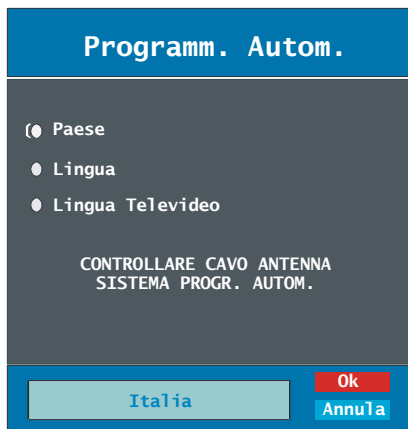 Programm. Autom.
Paese
Lingua
Lingua Televideo
CONTROLLARE CAVO ANTENNA
SISTEMA PROGR. AUTOM.
Italia
Ok
Annula